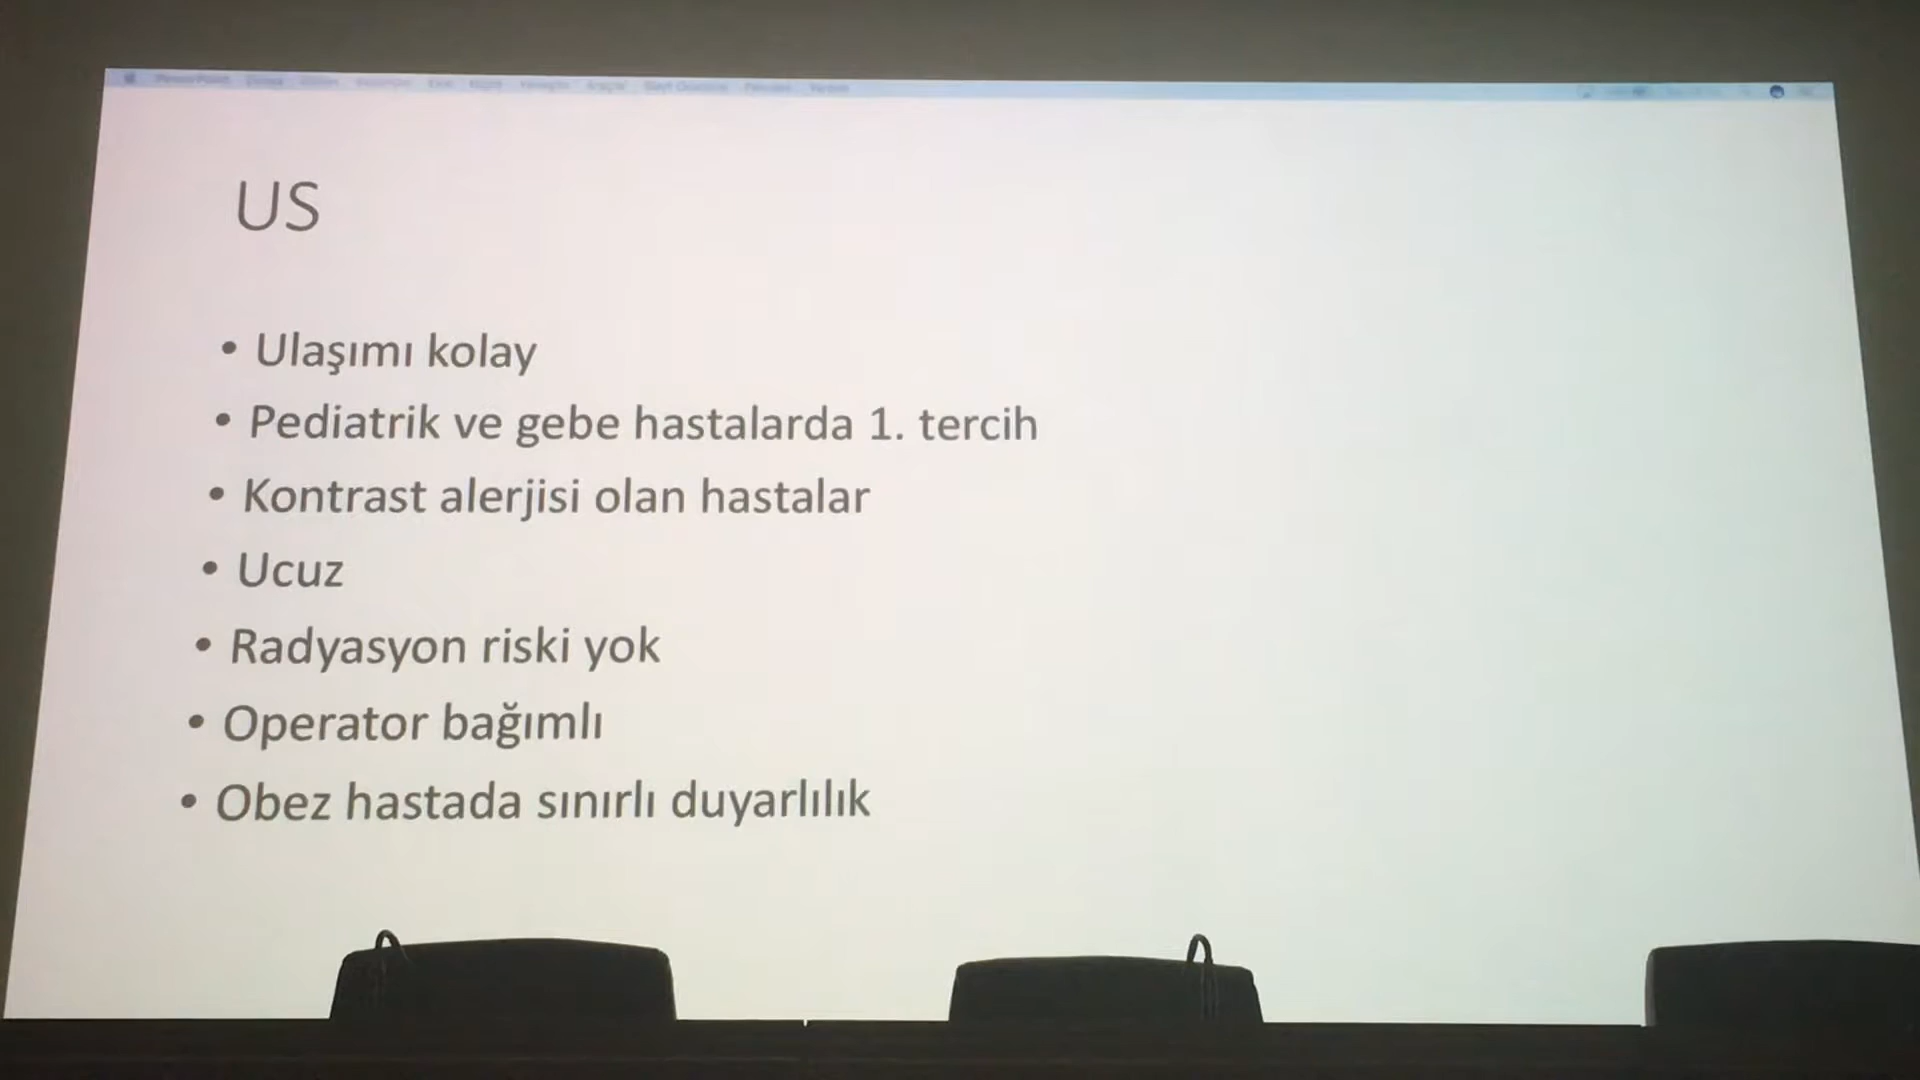 PowerPoint
US
• Ulaşımı kolay
• Pediatrik ve gebe hastalarda 1. tercih
• Kontrast alerjisi olan hastalar
• Ucuz
• Radyasyon riski yok
• Operator bağımlı
• Obez hastada sınırlı duyarlılık